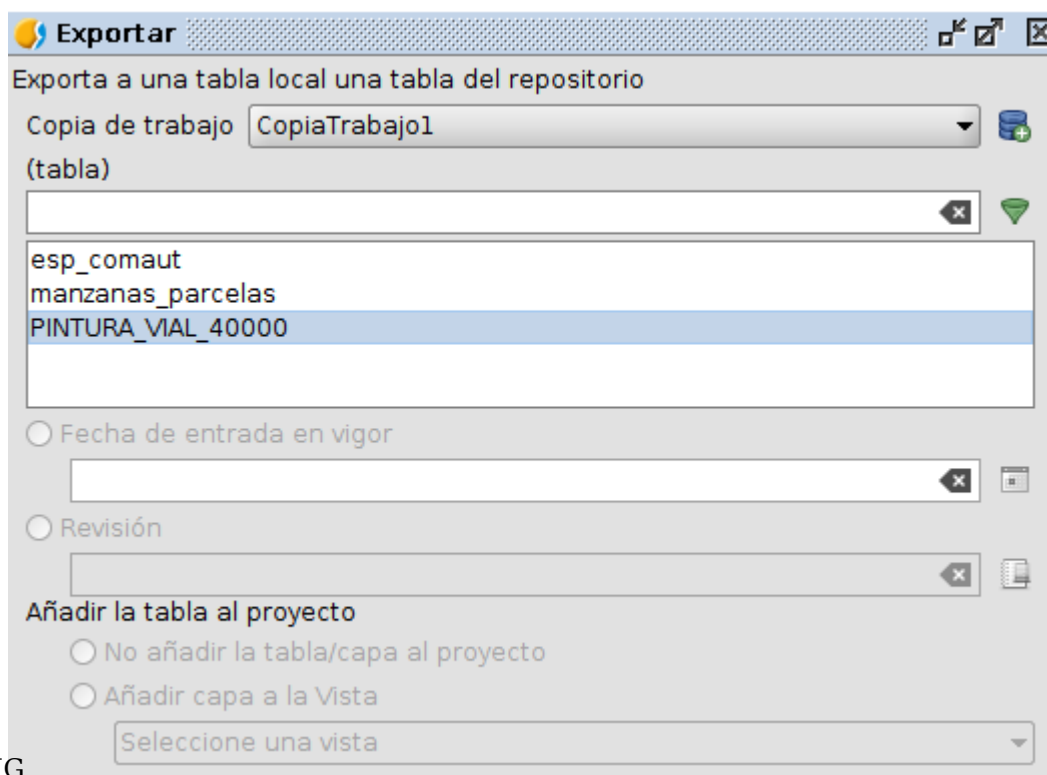 Exportar
Exporta a una tabla local una tabla del repositorio
Copia de trabajo CopiaTrabajo1
(tabla)
esp_comaut
manzanas_parcelas
PINTURA_VIAL_40000
Fecha de entrada en vigor
Revisión
Añadir la tabla al proyecto
No añadir la tabla/capa al proyecto
Añadir capa a la Vista
Seleccione una vista